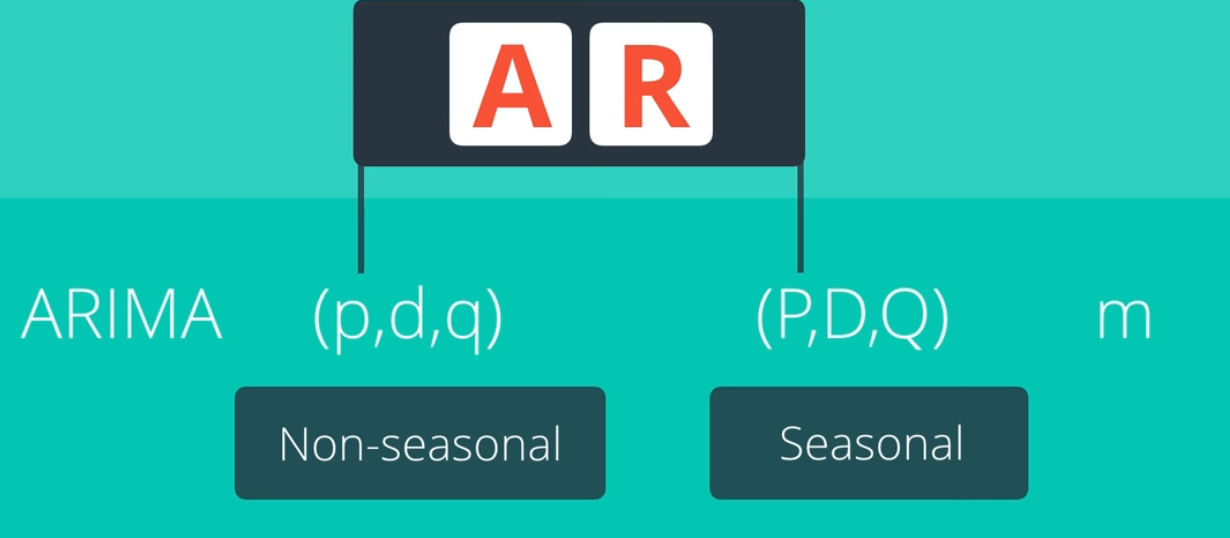 A R
ARIMA (p,d,q) (P,D,Q) m
Non-seasonal Seasonal